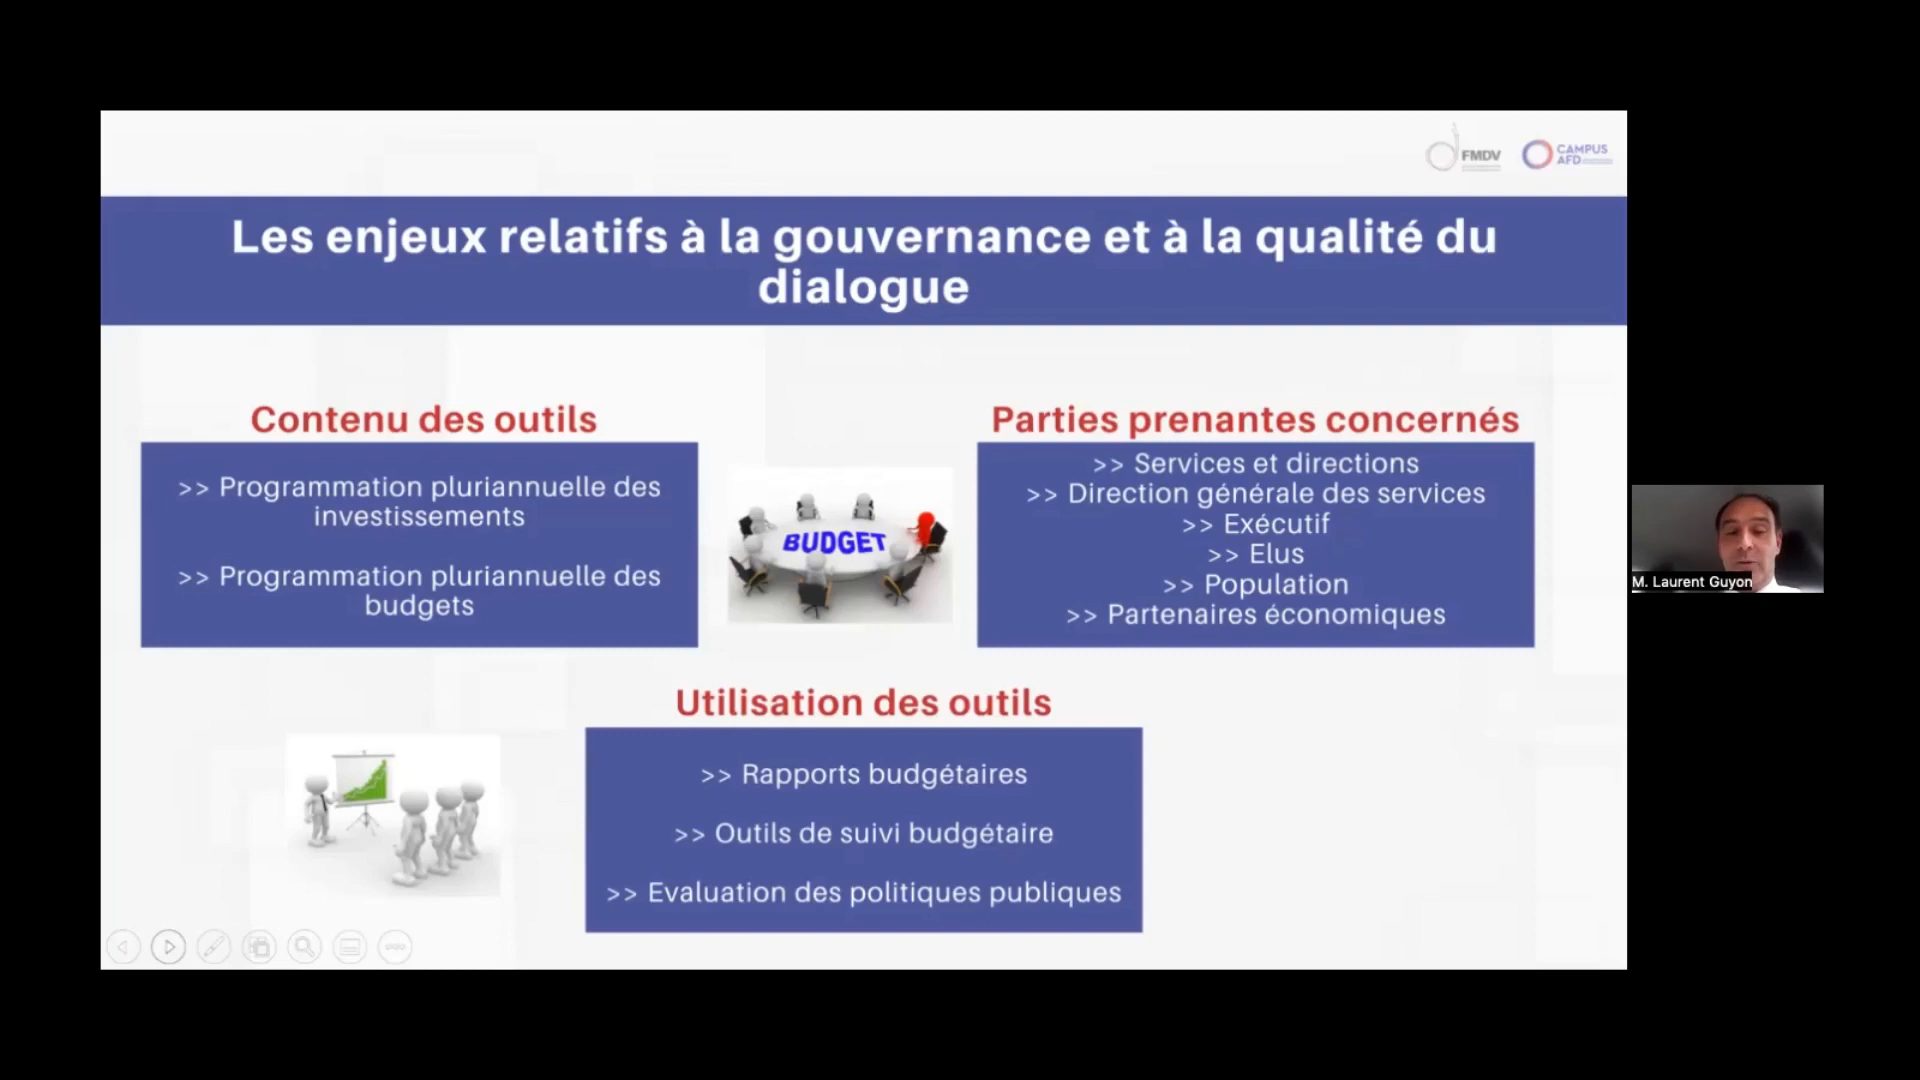 FMDV
CAMPUS
AFD
Les enjeux relatifs à la gouvernance et à la qualité du
dialogue
Contenu des outils
>> Programmation pluriannuelle des
investissements
>> Programmation pluriannuelle des
budgets
BUDGET
Parties prenantes concernés
>> Services et directions
>> Direction générale des services
>> Exécutif
>> Elus
>> Population
>> Partenaires économiques
M. Laurent Guyon
Utilisation des outils
>> Rapports budgétaires
>> Outils de suivi budgétaire
>> Evaluation des politiques publiques